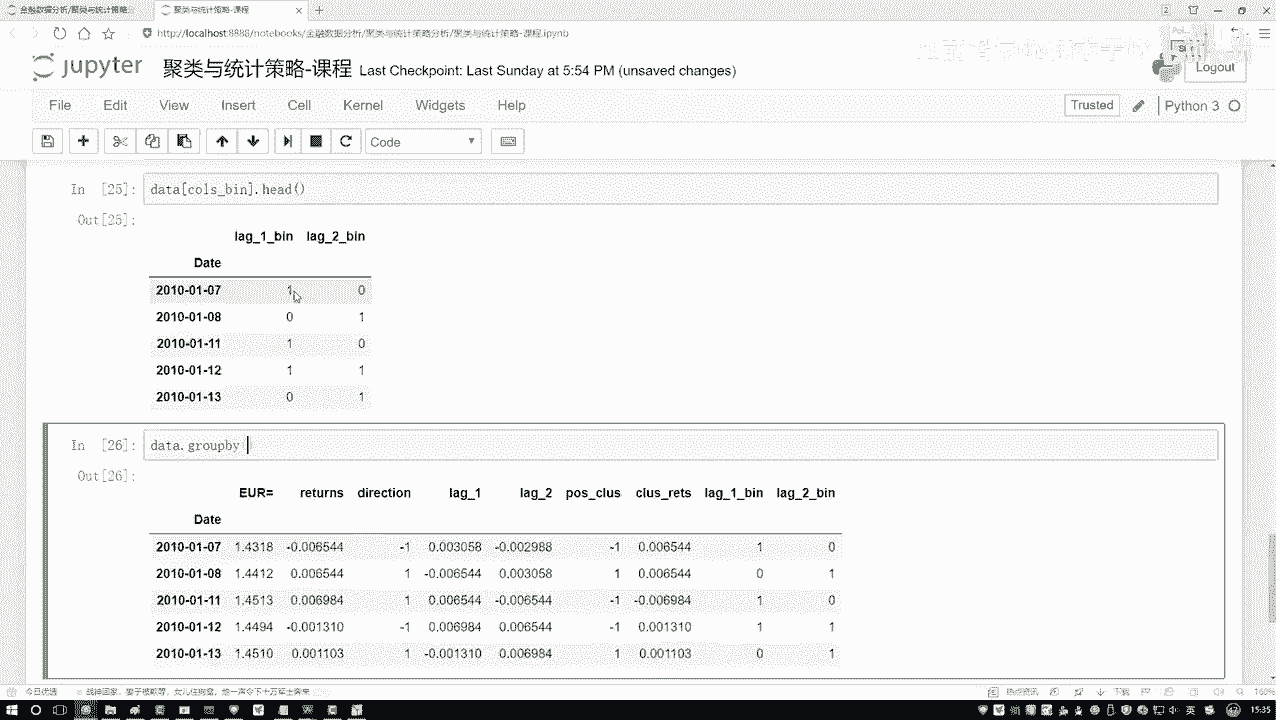 金融数据分析/聚类与统计策略 聚类与统计策略-课程
http://localhost:8888/notebooks/金融数据分析/聚类与统计策略分析/聚类与统计策略-课程.ipynb
jupyter 聚类与统计策略-课程 Last Checkpoint: Last Sunday at 5:54 PM (unsaved changes)
Logout
File Edit View Insert Cell Kernel Widgets Help
Trusted Python 3
Code
In [25]: data[cols_bin].head()
Out[25]:
lag_1_bin lag_2_bin
Date
2010-01-07 1 0
2010-01-08 0 1
2010-01-11 1 0
2010-01-12 1 1
2010-01-13 0 1
In [26]: data.groupby
Out[26]:
EUR= returns direction lag_1 lag_2 pos_clus clus_rets lag_1_bin lag_2_bin
Date
2010-01-07 1.4318 -0.006544 -1 0.003058 -0.002988 -1 0.006544 1 0
2010-01-08 1.4412 0.006544 1 -0.006544 0.003058 1 0.006544 0 1
2010-01-11 1.4513 0.006984 1 0.006544 -0.006544 -1 -0.006984 1 0
2010-01-12 1.4494 -0.001310 -1 0.006984 0.006544 -1 0.001310 1 1
2010-01-13 1.4510 0.001103 1 -0.001310 0.006984 1 0.001103 0 1
今日优选
160%
15:35